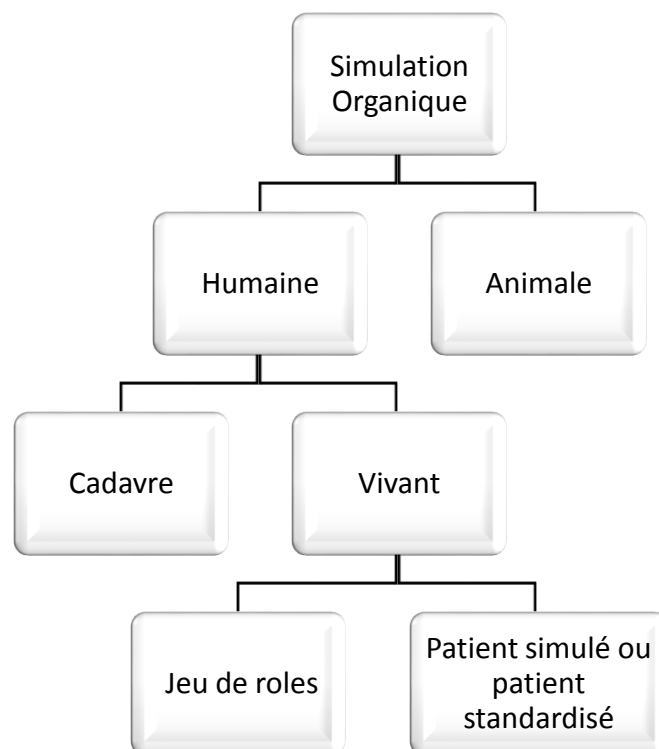 Simulation
Organique
Humaine
Animale
Cadavre
Vivant
Jeu de roles
Patient simulé ou
patient
standardisé